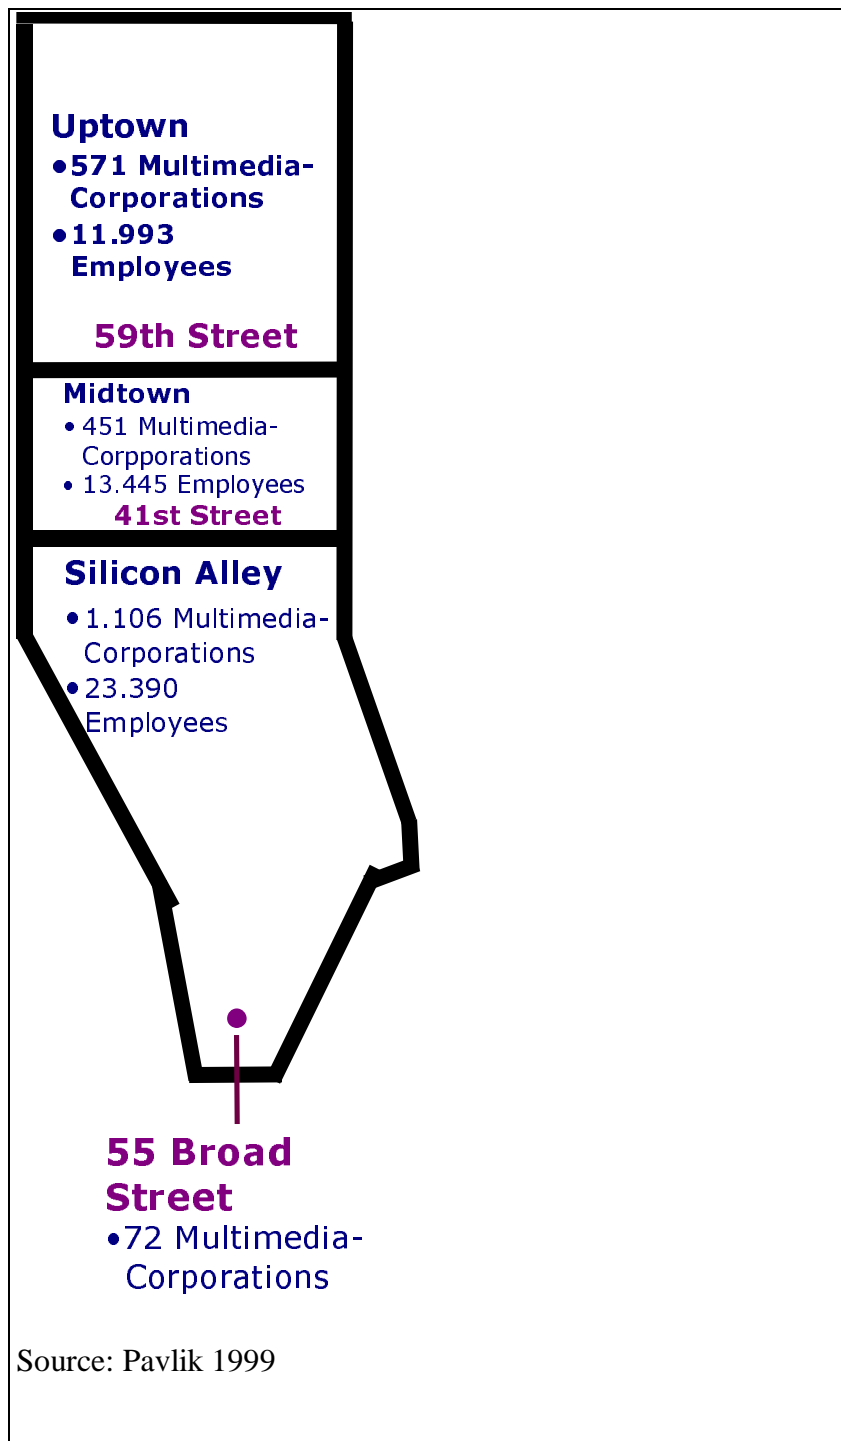 Uptown
•571 Multimedia-
Corporations
•11.993
Employees
59th Street
Midtown
• 451 Multimedia-
Corpporations
• 13.445 Employees
41st Street
Silicon Alley
• 1.106 Multimedia-
Corporations
• 23.390
Employees
55 Broad
Street
•72 Multimedia-
Corporations
Source: Pavlik 1999